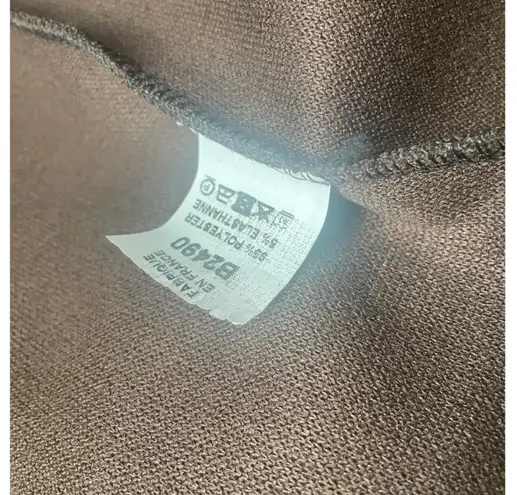 FABRIQUE
EN FRANCE
B2490
95% POLYESTER
5% ELASTHANNE
P